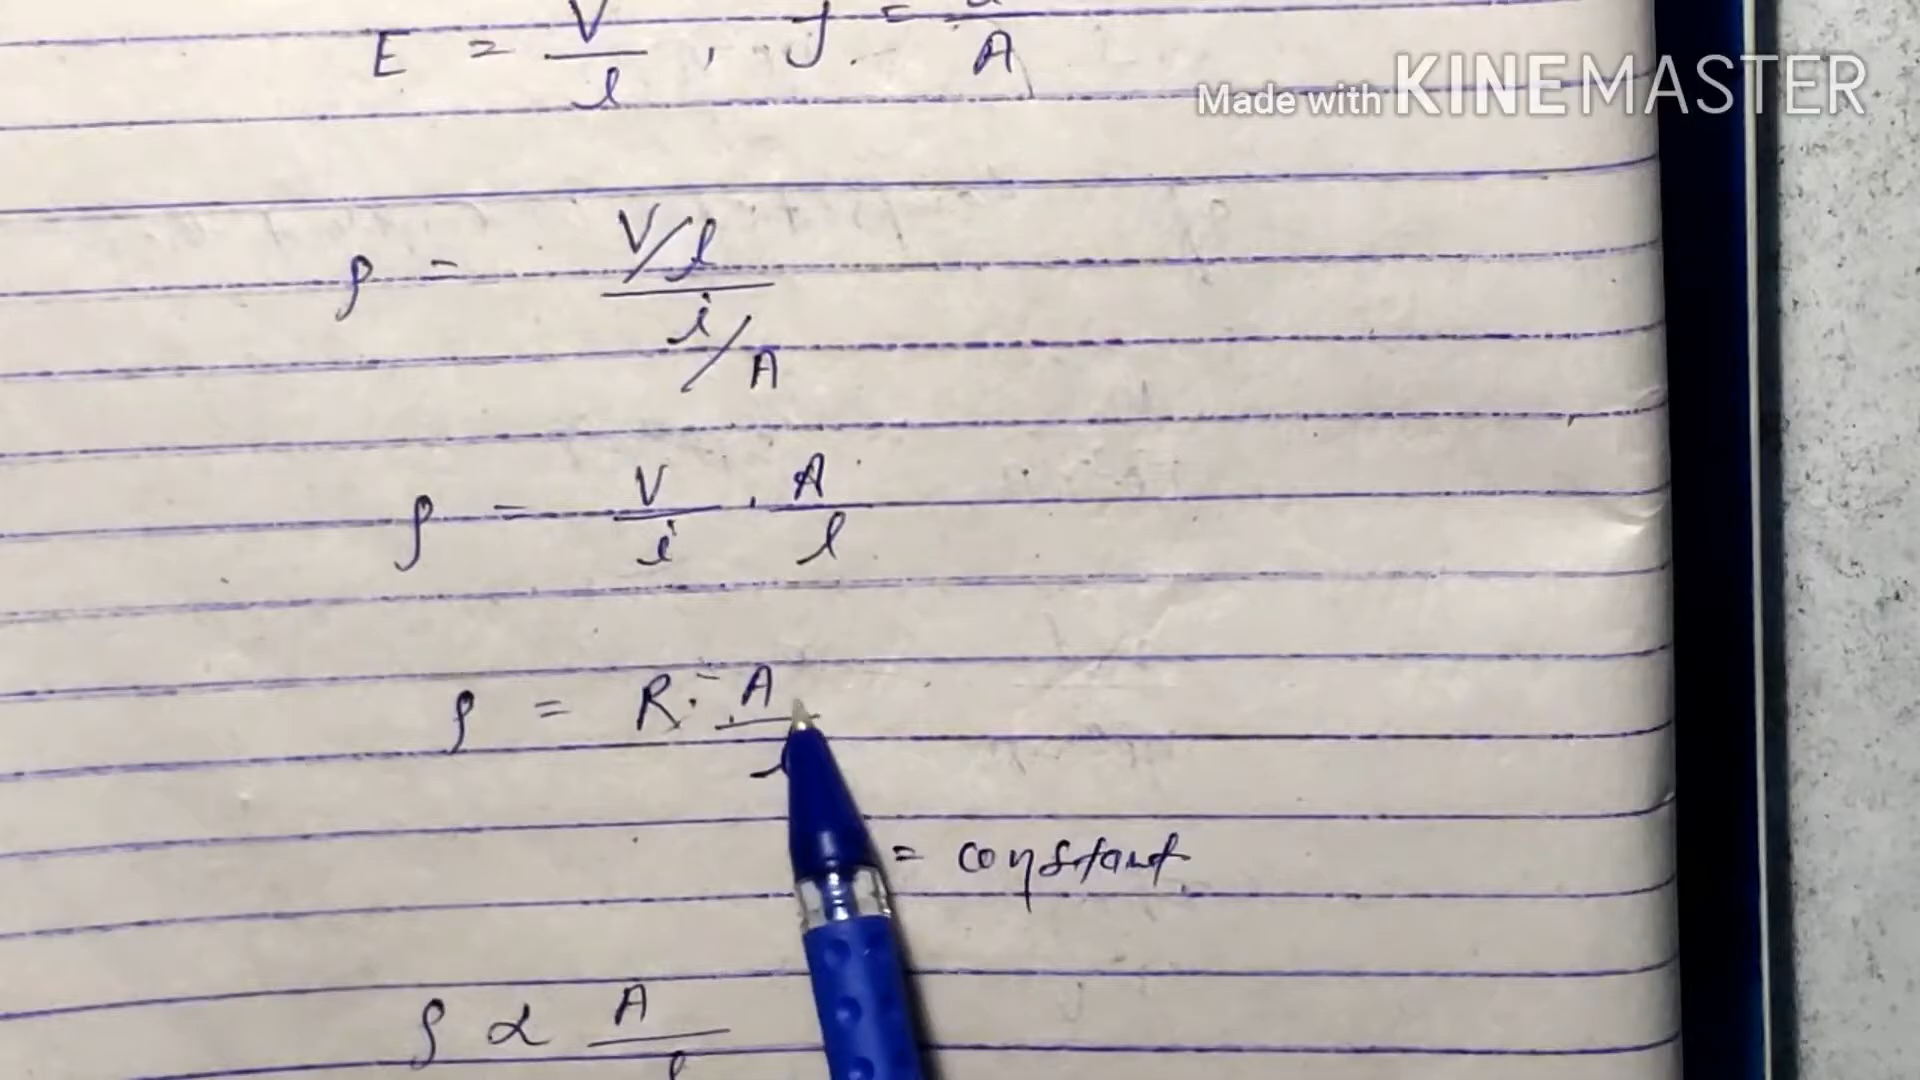 E = V/l , J = /A
Made with KINEMASTER
ρ = V/l / i/A
ρ = V/i . A/l
ρ = R . A/l
= constant
ρ ∝ A/l